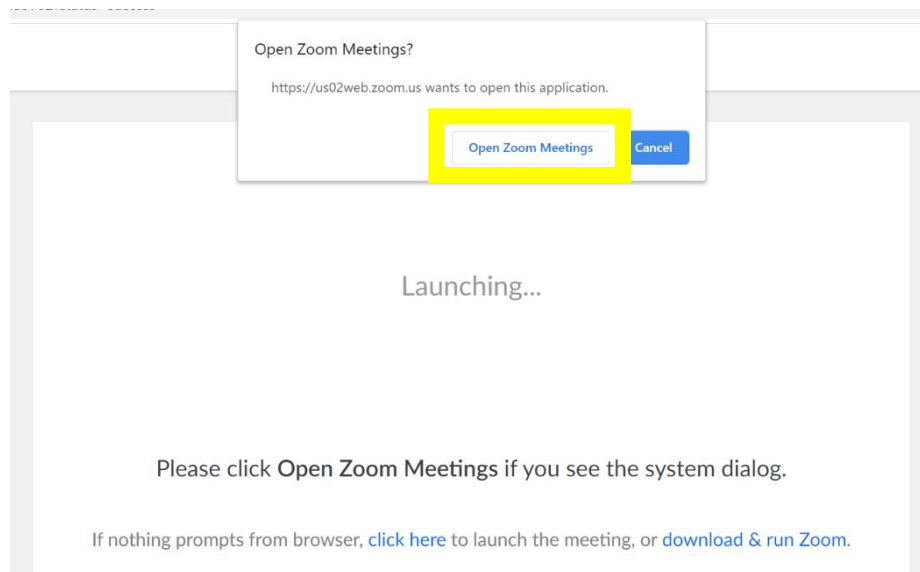 Open Zoom Meetings?
https://us02web.zoom.us wants to open this application.
Open Zoom Meetings Cancel
Launching...
Please click Open Zoom Meetings if you see the system dialog.
If nothing prompts from browser, click here to launch the meeting, or download & run Zoom.